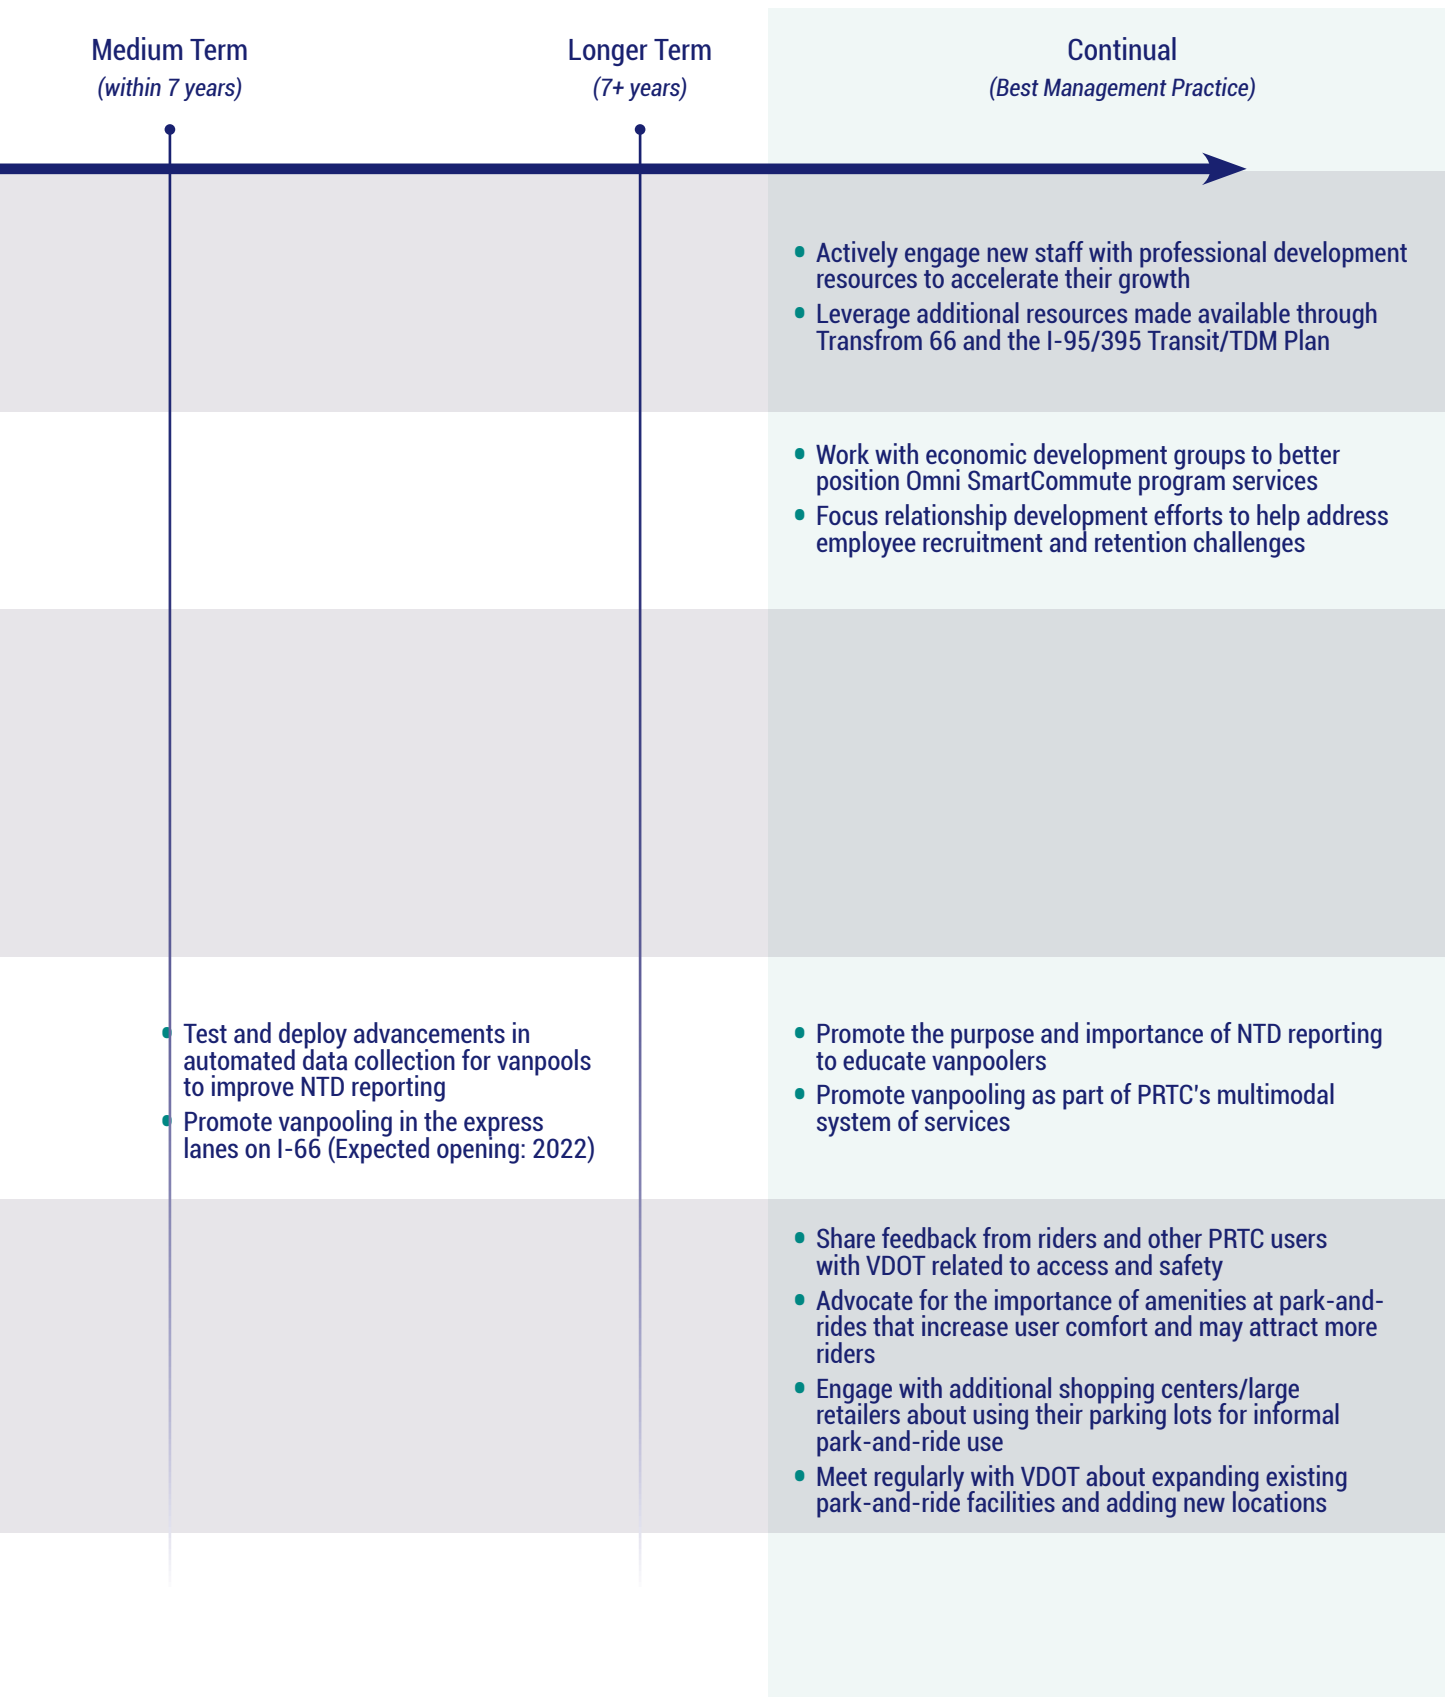 Medium Term
(within 7 years)
Longer Term
(7+ years)
Continual
(Best Management Practice)
• Actively engage new staff with professional development
resources to accelerate their growth
• Leverage additional resources made available through
Transfrom 66 and the I-95/395 Transit/TDM Plan
• Work with economic development groups to better
position Omni SmartCommute program services
• Focus relationship development efforts to help address
employee recruitment and retention challenges
• Test and deploy advancements in
automated data collection for vanpools
to improve NTD reporting
• Promote vanpooling in the express
lanes on I-66 (Expected opening: 2022)
• Promote the purpose and importance of NTD reporting
to educate vanpoolers
• Promote vanpooling as part of PRTC's multimodal
system of services
• Share feedback from riders and other PRTC users
with VDOT related to access and safety
• Advocate for the importance of amenities at park-and-
rides that increase user comfort and may attract more
riders
• Engage with additional shopping centers/large
retailers about using their parking lots for informal
park-and-ride use
• Meet regularly with VDOT about expanding existing
park-and-ride facilities and adding new locations